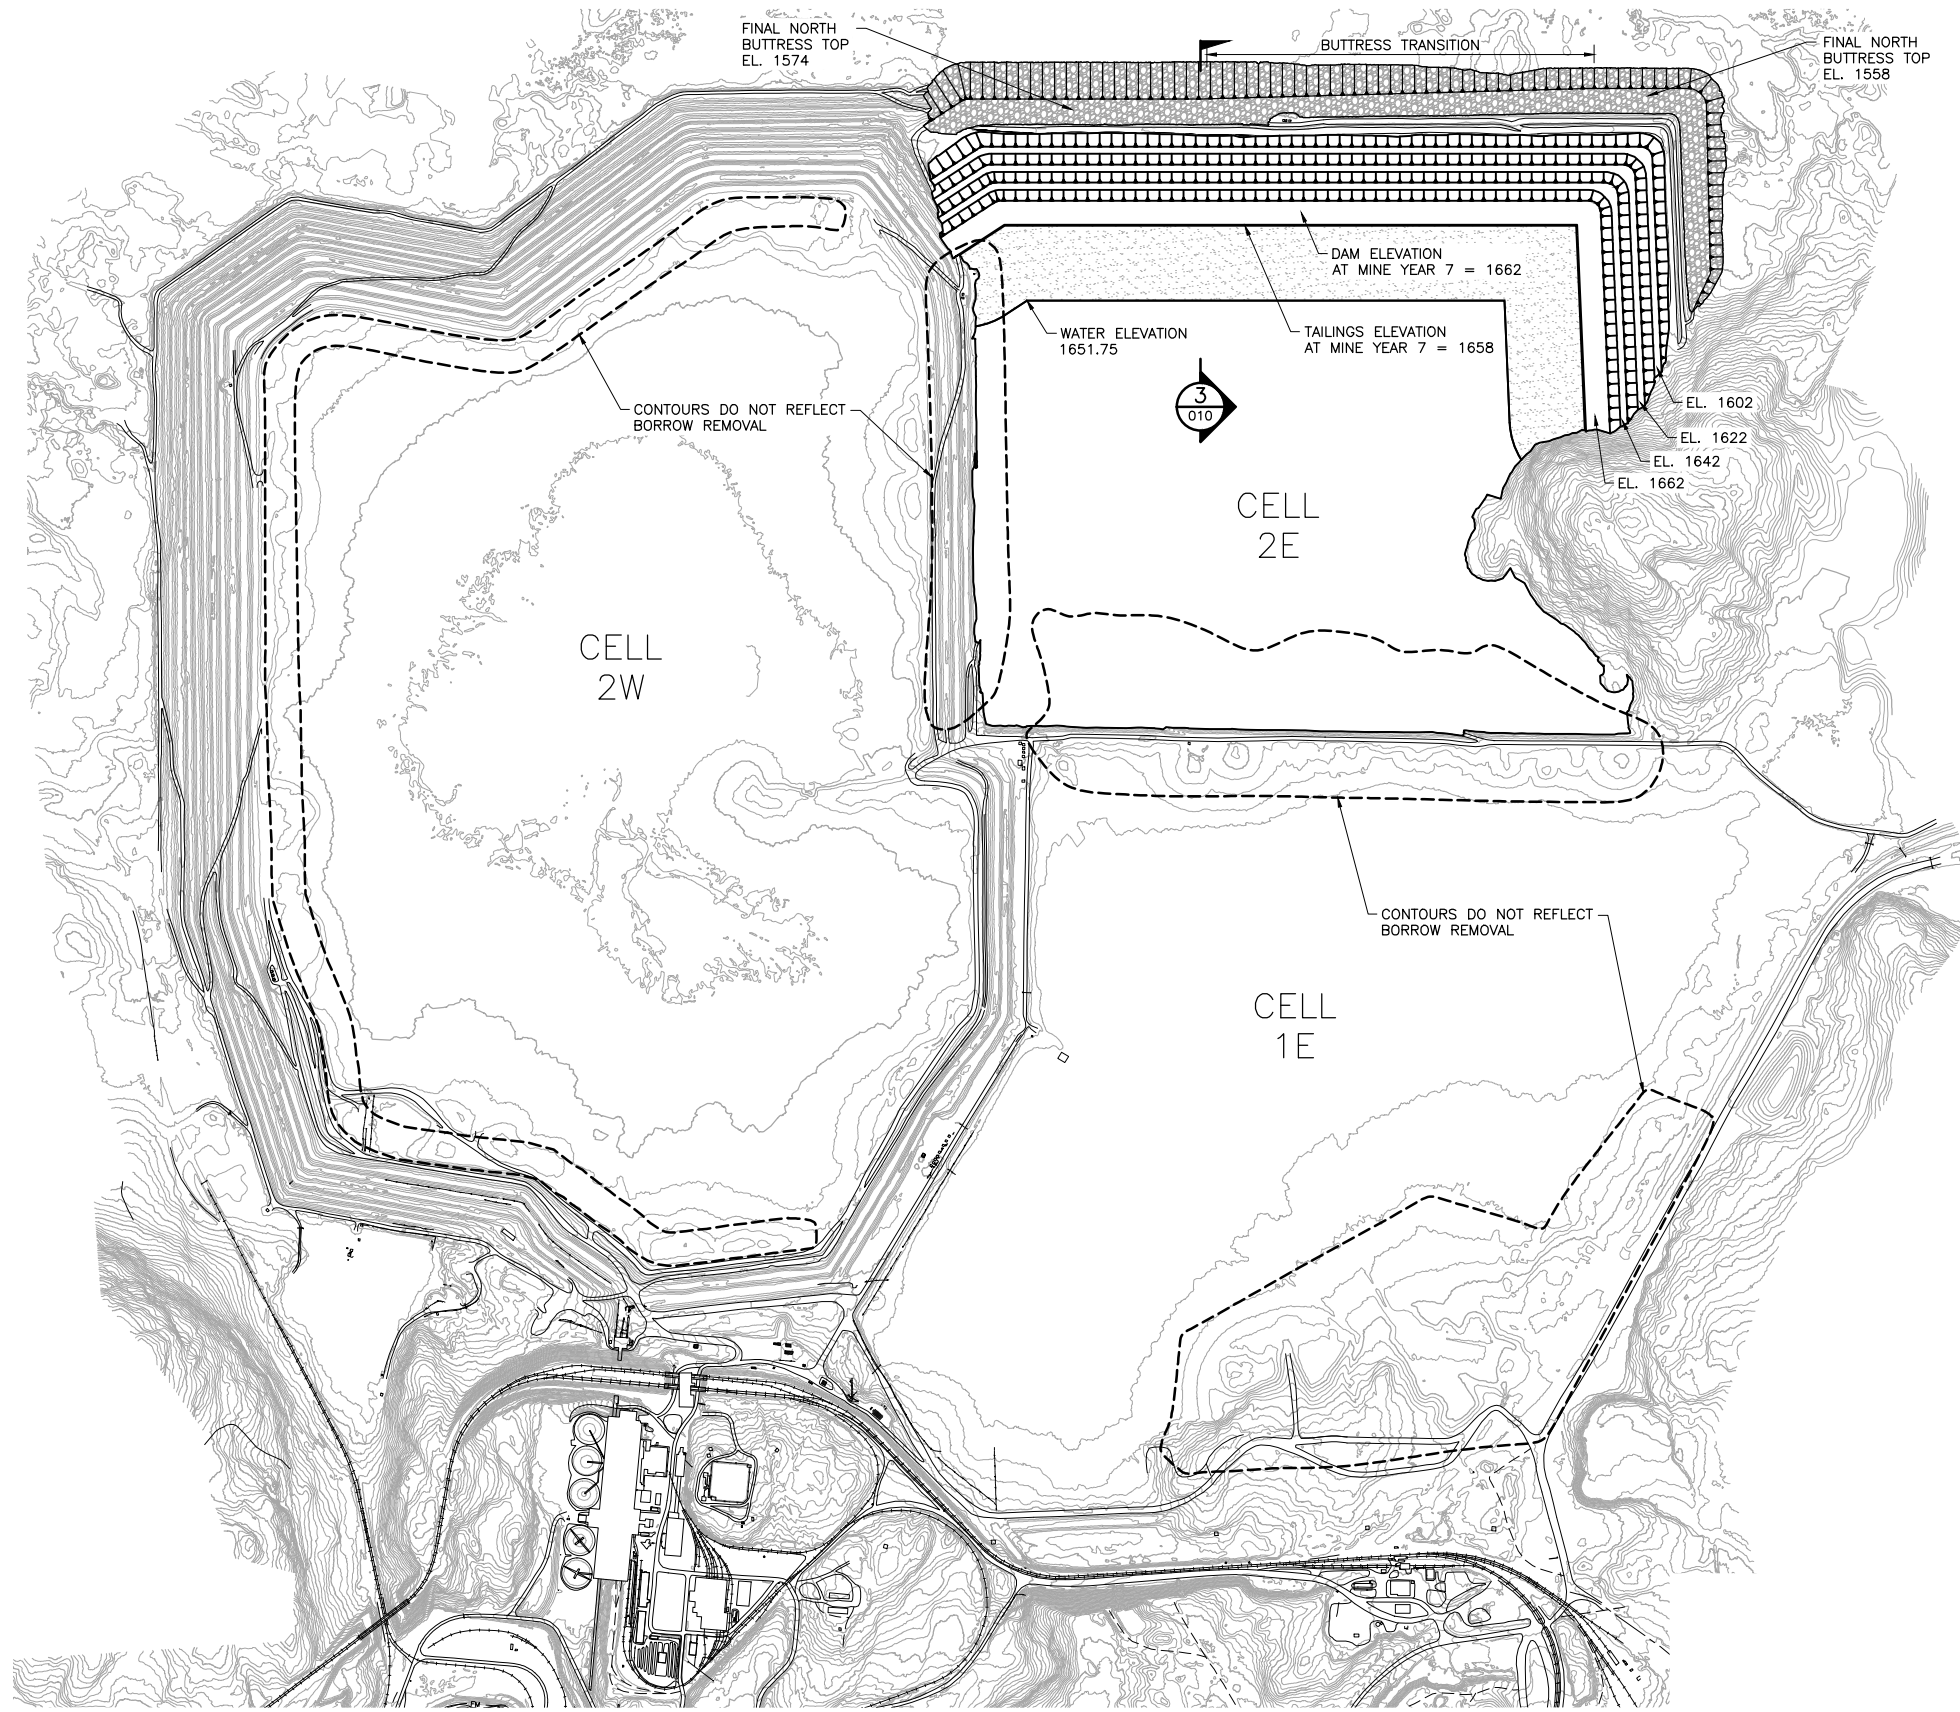 FINAL NORTH
BUTTRESS TOP
EL. 1574
BUTTRESS TRANSITION
FINAL NORTH
BUTTRESS TOP
EL. 1558
DAM ELEVATION
AT MINE YEAR 7 = 1662
WATER ELEVATION
1651.75
TAILINGS ELEVATION
AT MINE YEAR 7 = 1658
3
010
CONTOURS DO NOT REFLECT
BORROW REMOVAL
EL. 1602
EL. 1622
EL. 1642
EL. 1662
CELL
2E
CELL
2W
CONTOURS DO NOT REFLECT
BORROW REMOVAL
CELL
1E